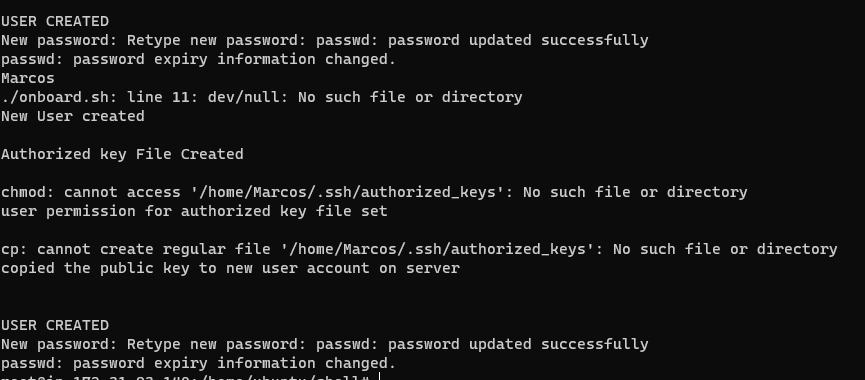 USER CREATED
New password: Retype new password: passwd: password updated successfully
passwd: password expiry information changed.
Marcos
./onboard.sh: line 11: dev/null: No such file or directory
New User created
Authorized key File Created
chmod: cannot access '/home/Marcos/.ssh/authorized_keys': No such file or directory
user permission for authorized key file set
cp: cannot create regular file '/home/Marcos/.ssh/authorized_keys': No such file or directory
copied the public key to new user account on server
USER CREATED
New password: Retype new password: passwd: password updated successfully
passwd: password expiry information changed.